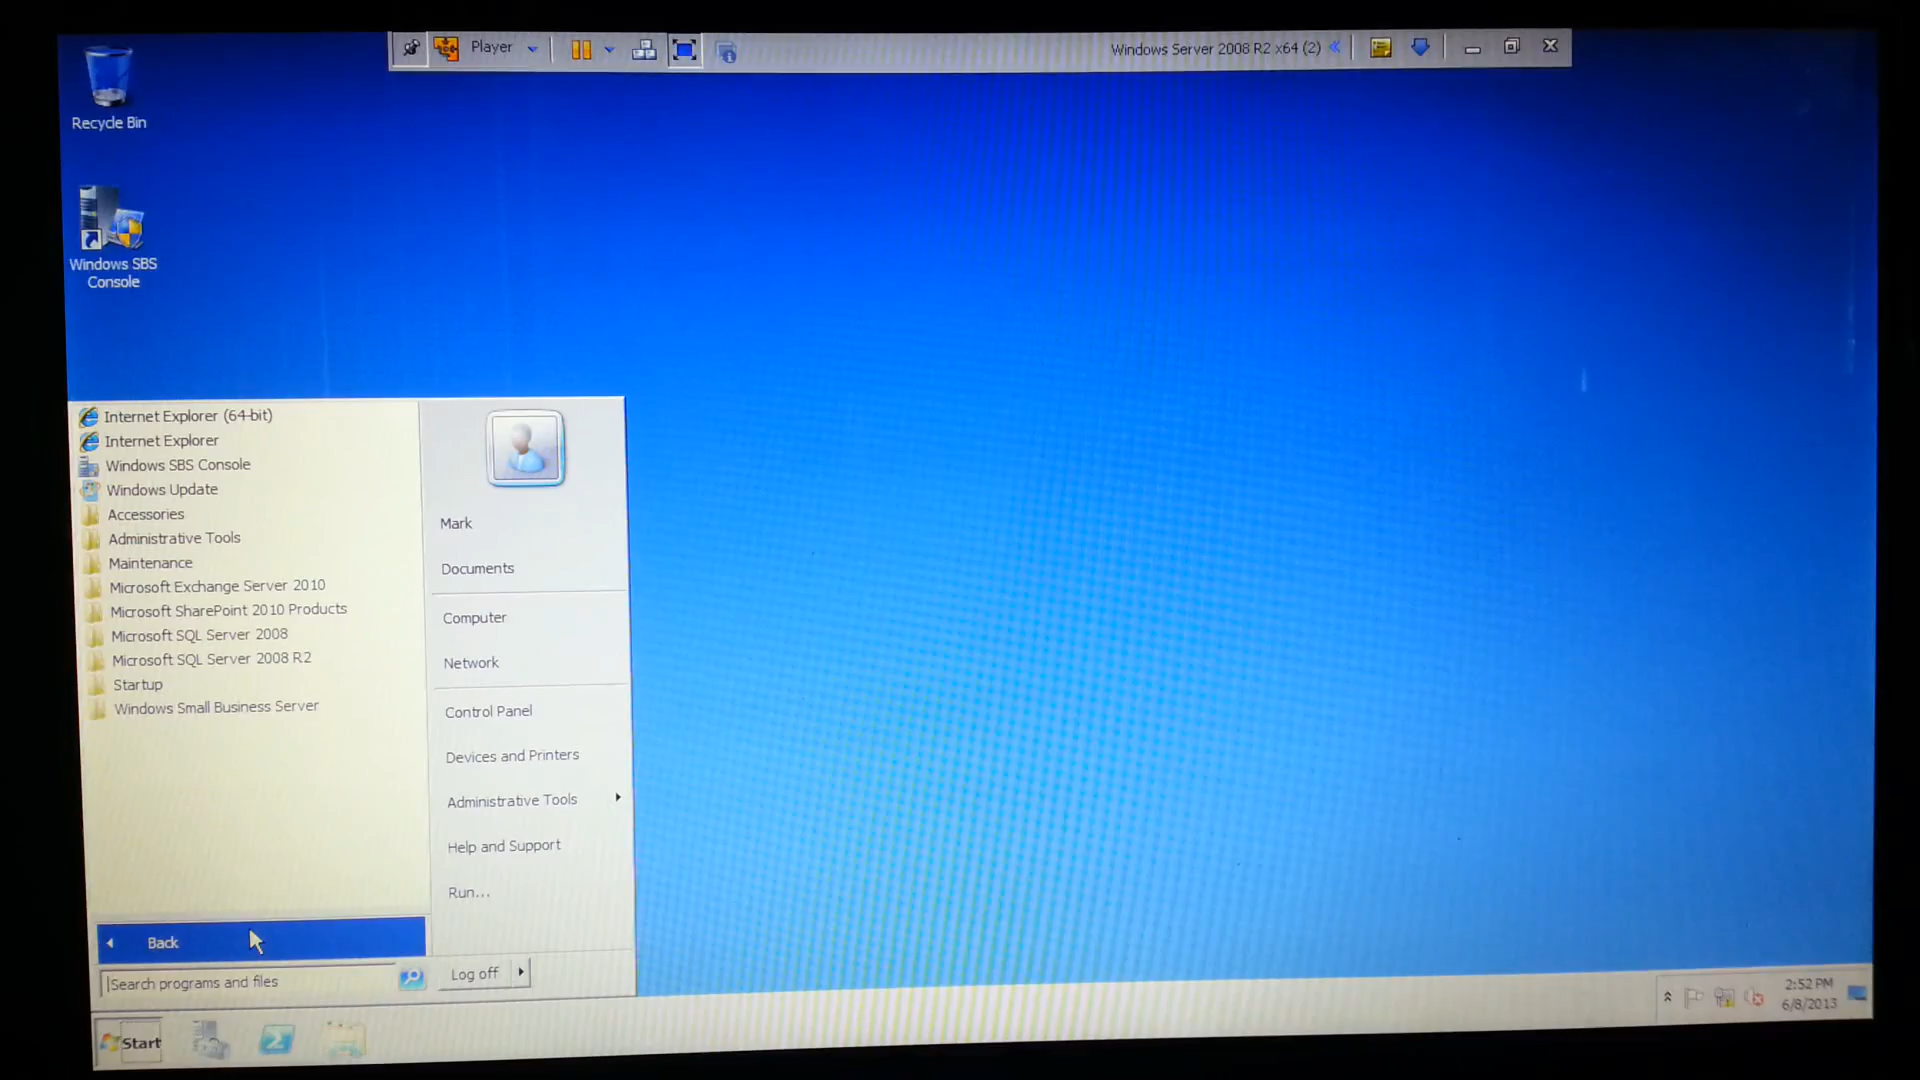 Player
Windows Server 2008 R2 x64 (2)
Recycle Bin
Windows SBS
Console
Internet Explorer (64-bit)
Internet Explorer
Windows SBS Console
Windows Update
Accessories
Administrative Tools
Maintenance
Microsoft Exchange Server 2010
Microsoft SharePoint 2010 Products
Microsoft SQL Server 2008
Microsoft SQL Server 2008 R2
Startup
Windows Small Business Server
Back
Search programs and files
Mark
Documents
Computer
Network
Control Panel
Devices and Printers
Administrative Tools
Help and Support
Run...
Log off
Start
2:52 PM
6/8/2013